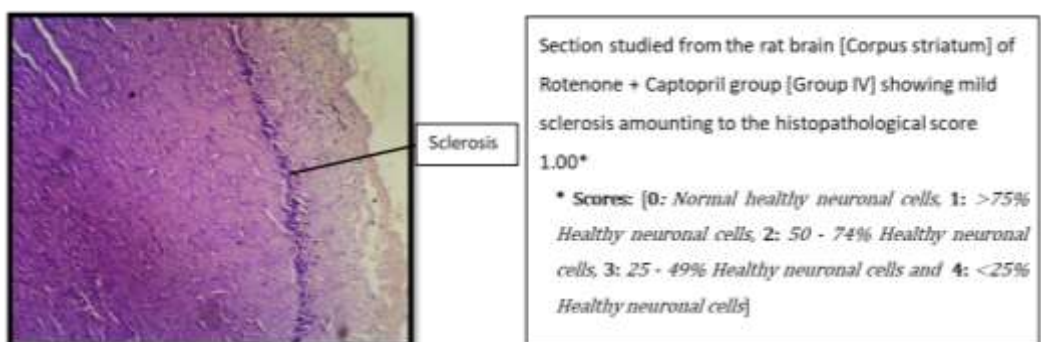 Sclerosis
Section studied from the rat brain [Corpus striatum] of
Rotenone + Captopril group [Group IV] showing mild
sclerosis amounting to the histopathological score
1.00*
* Scores: [0: Normal healthy neuronal cells, 1: >75%
Healthy neuronal cells, 2: 50 - 74% Healthy neuronal
cells, 3: 25 - 49% Healthy neuronal cells and 4: <25%
Healthy neuronal cells]